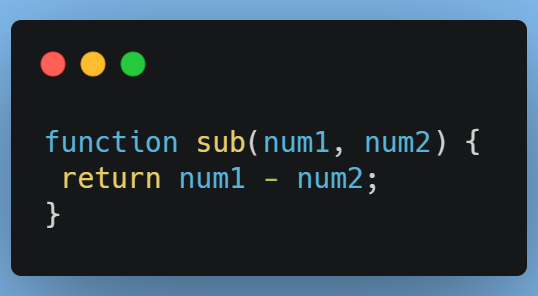 function sub(num1, num2) {
 return num1 - num2;
}